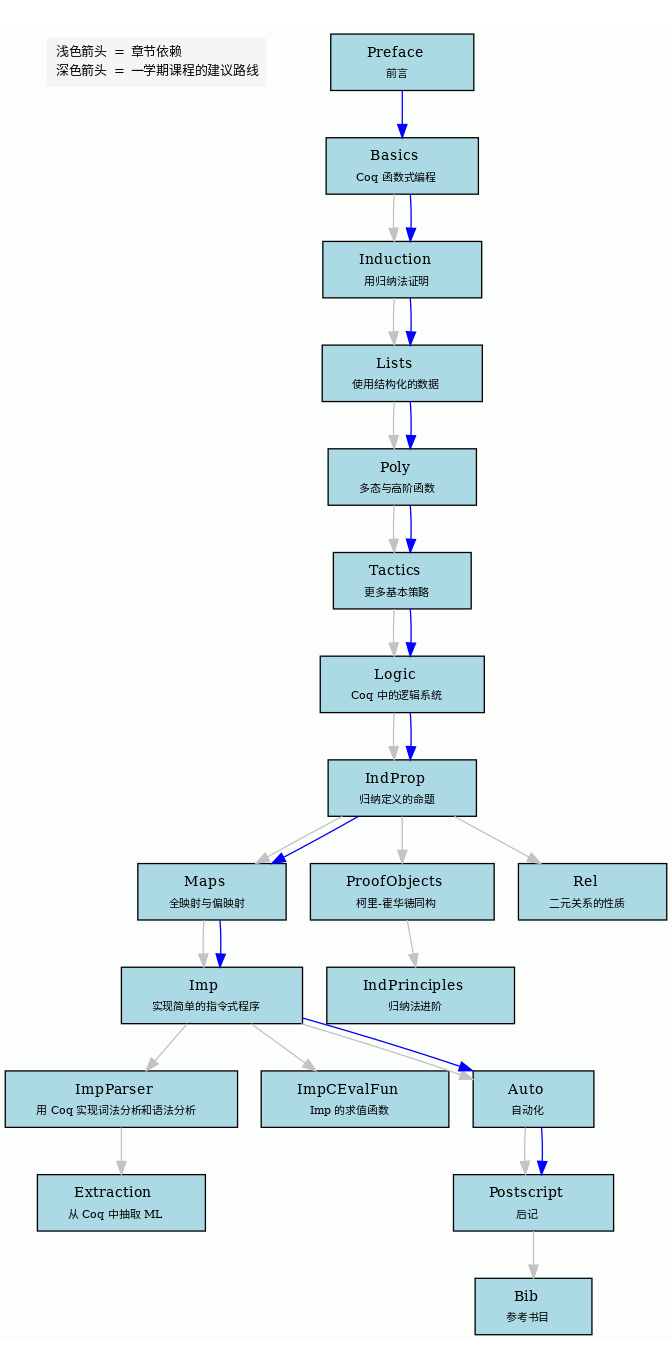 浅色箭头 = 章节依赖
深色箭头 = 一学期课程的建议路线
Preface
前言
Basics
Coq 函数式编程
Induction
用归纳法证明
Lists
使用结构化的数据
Poly
多态与高阶函数
Tactics
更多基本策略
Logic
Coq 中的逻辑系统
IndProp
归纳定义的命题
Maps
全映射与偏映射
ProofObjects
柯里-霍华德同构
Rel
二元关系的性质
Imp
实现简单的指令式程序
IndPrinciples
归纳法进阶
ImpParser
用 Coq 实现词法分析和语法分析
ImpCEvalFun
Imp 的求值函数
Auto
自动化
Extraction
从 Coq 中抽取 ML
Postscript
后记
Bib
参考书目